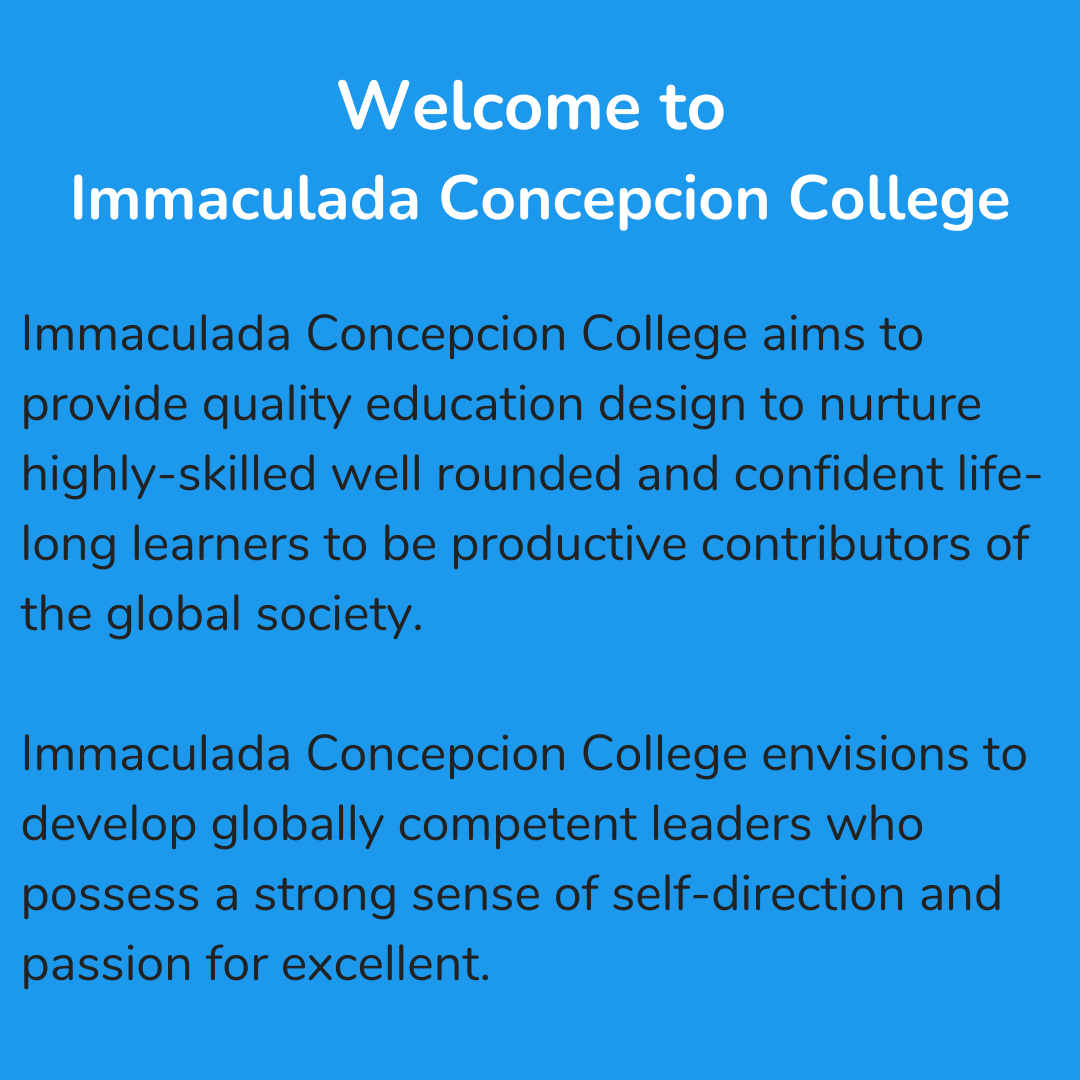 Welcome to
Immaculada Concepcion College
Immaculada Concepcion College aims to
provide quality education design to nurture
highly-skilled well rounded and confident life-
long learners to be productive contributors of
the global society.
Immaculada Concepcion College envisions to
develop globally competent leaders who
possess a strong sense of self-direction and
passion for excellent.